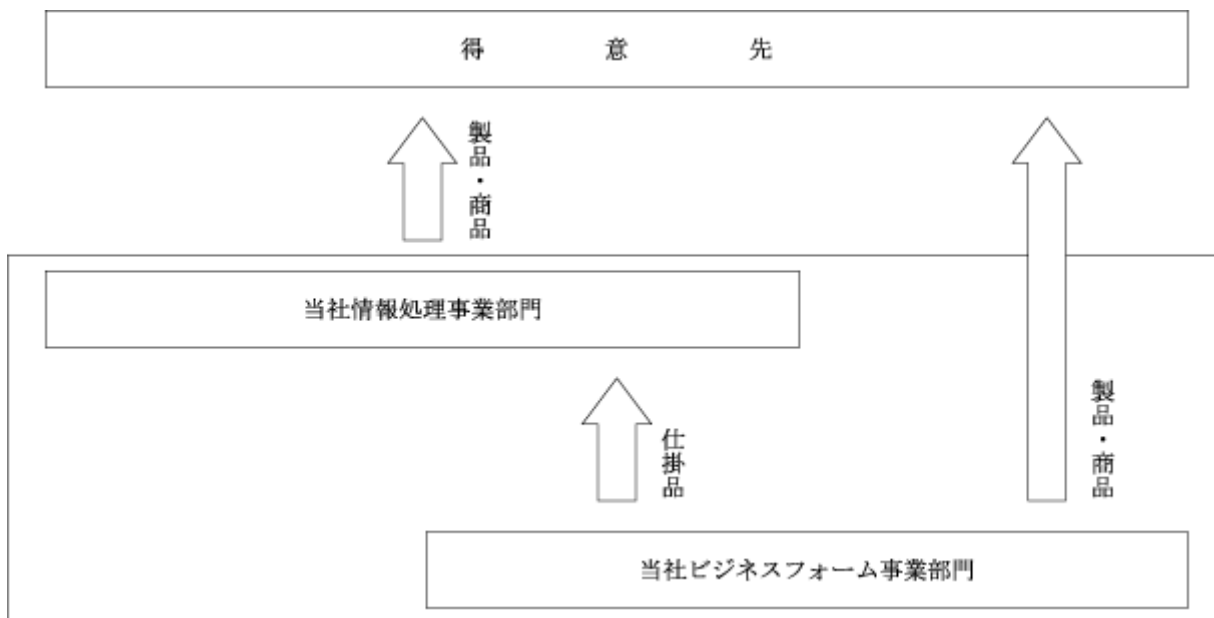 得意先
製品・商品
当社情報処理事業部門
仕掛品
製品・商品
当社ビジネスフォーム事業部門